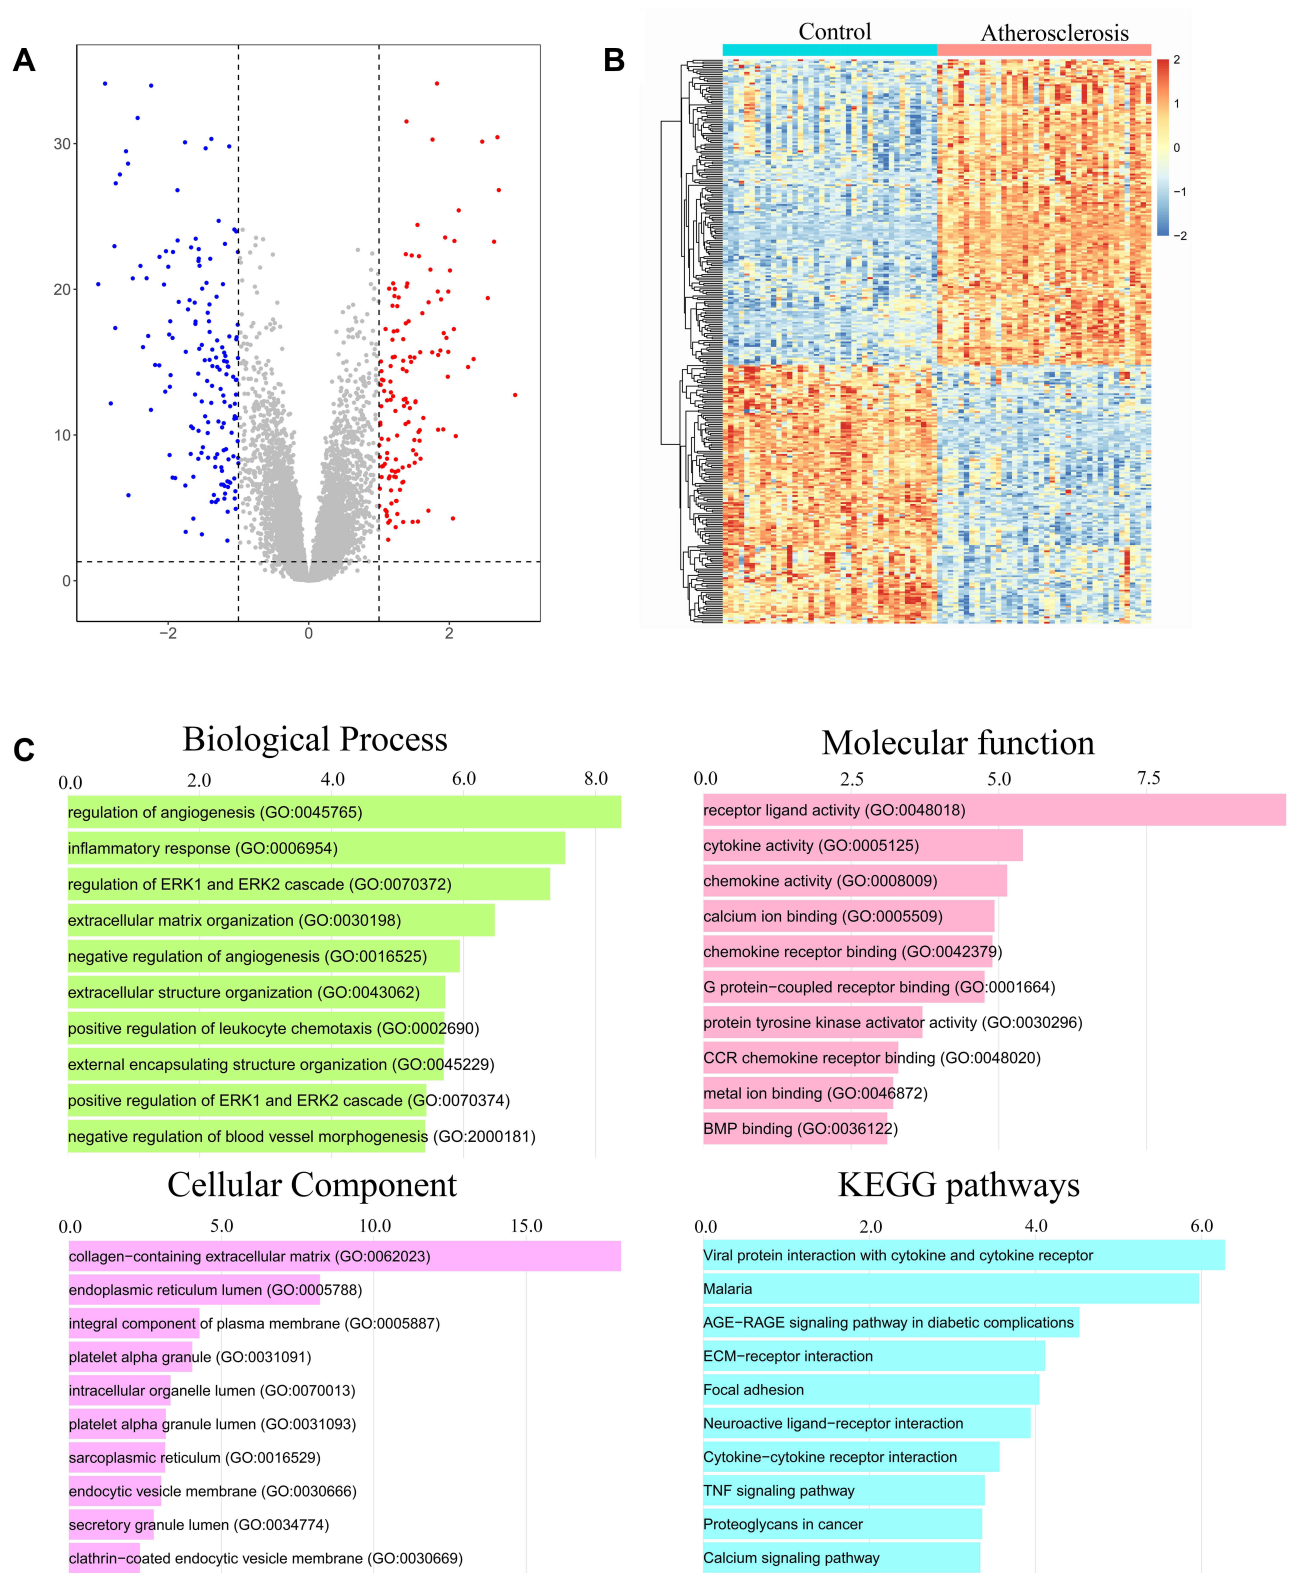 A
30
20
10
0
−2
0
2
B
Control
Atherosclerosis
2
1
0
−1
−2
C
Biological Process
0.0 2.0 4.0 6.0 8.0
regulation of angiogenesis (GO:0045765)
inflammatory response (GO:0006954)
regulation of ERK1 and ERK2 cascade (GO:0070372)
extracellular matrix organization (GO:0030198)
negative regulation of angiogenesis (GO:0016525)
extracellular structure organization (GO:0043062)
positive regulation of leukocyte chemotaxis (GO:0002690)
external encapsulating structure organization (GO:0045229)
positive regulation of ERK1 and ERK2 cascade (GO:0070374)
negative regulation of blood vessel morphogenesis (GO:2000181)
Molecular function
0.0 2.5 5.0 7.5
receptor ligand activity (GO:0048018)
cytokine activity (GO:0005125)
chemokine activity (GO:0008009)
calcium ion binding (GO:0005509)
chemokine receptor binding (GO:0042379)
G protein−coupled receptor binding (GO:0001664)
protein tyrosine kinase activator activity (GO:0030296)
CCR chemokine receptor binding (GO:0048020)
metal ion binding (GO:0046872)
BMP binding (GO:0036122)
Cellular Component
0.0 5.0 10.0 15.0
collagen−containing extracellular matrix (GO:0062023)
endoplasmic reticulum lumen (GO:0005788)
integral component of plasma membrane (GO:0005887)
platelet alpha granule (GO:0031091)
intracellular organelle lumen (GO:0070013)
platelet alpha granule lumen (GO:0031093)
sarcoplasmic reticulum (GO:0016529)
endocytic vesicle membrane (GO:0030666)
secretory granule lumen (GO:0034774)
clathrin−coated endocytic vesicle membrane (GO:0030669)
KEGG pathways
0.0 2.0 4.0 6.0
Viral protein interaction with cytokine and cytokine receptor
Malaria
AGE−RAGE signaling pathway in diabetic complications
ECM−receptor interaction
Focal adhesion
Neuroactive ligand−receptor interaction
Cytokine−cytokine receptor interaction
TNF signaling pathway
Proteoglycans in cancer
Calcium signaling pathway